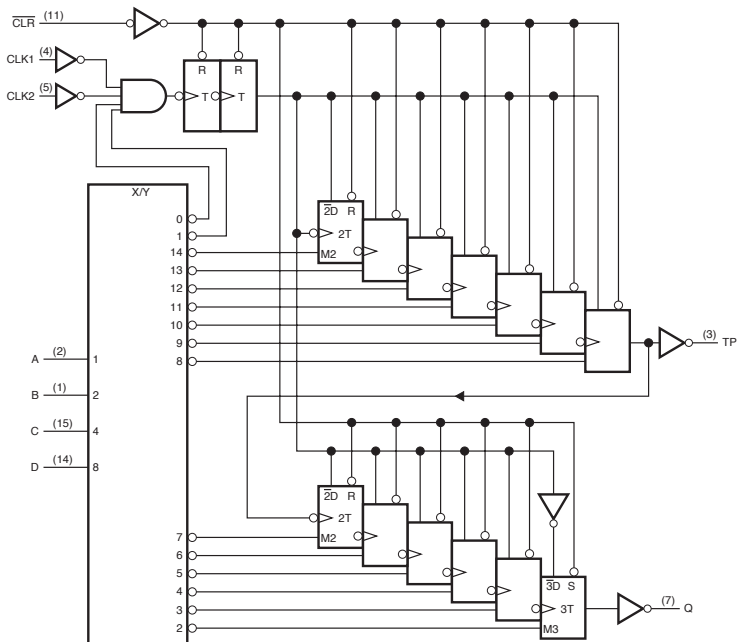 CLR (11)
CLK1 (4)
CLK2 (5)
R R
T T
X/Y
0
1
14
13
12
11
10
9
8
2D R
2T
M2
(3) TP
A (2) 1
B (1) 2
C (15) 4
D (14) 8
2D R
2T
M2
7
6
5
4
3
2
3D S
3T
M3
(7) Q